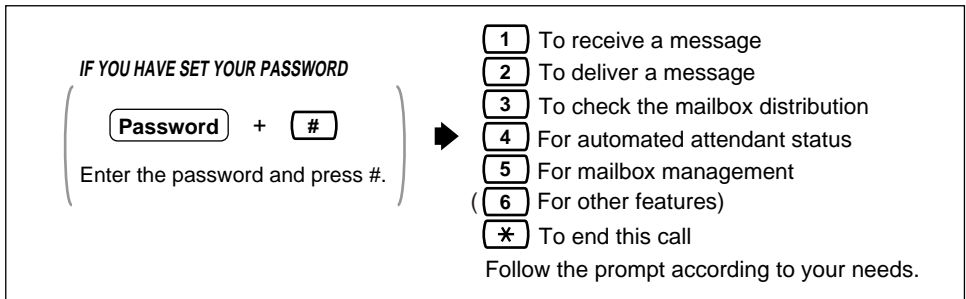 IF YOU HAVE SET YOUR PASSWORD
Password + #
Enter the password and press #.
1 To receive a message
2 To deliver a message
3 To check the mailbox distribution
4 For automated attendant status
5 For mailbox management
(6 For other features)
* To end this call
Follow the prompt according to your needs.